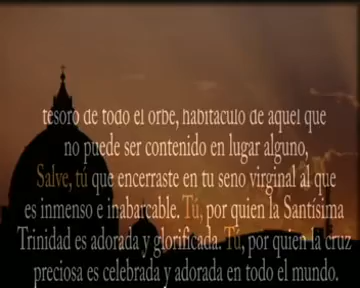 tesoro de todo el orbe, habitáculo de aquel que
no puede ser contenido en lugar alguno,
Salve, tú que encerraste en tu seno virginal al que
es inmenso e inabarcable. Tú, por quien la Santísima
Trinidad es adorada y glorificada. Tú, por quien la cruz
preciosa es celebrada y adorada en todo el mundo.